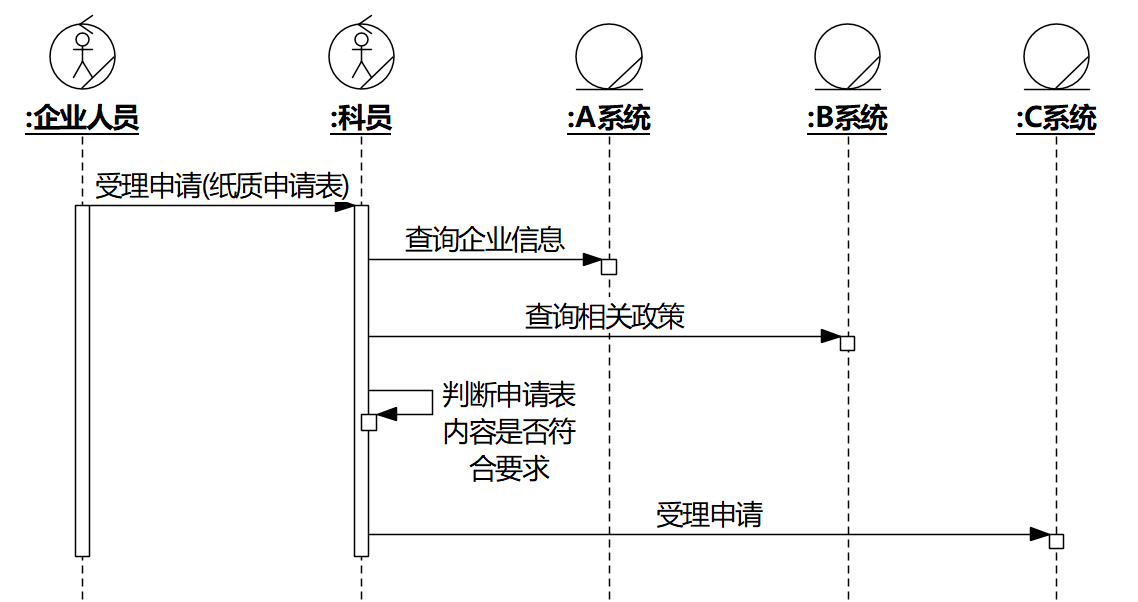 :企业人员
:科员
:A系统
:B系统
:C系统
受理申请(纸质申请表)
查询企业信息
查询相关政策
判断申请表
内容是否符
合要求
受理申请